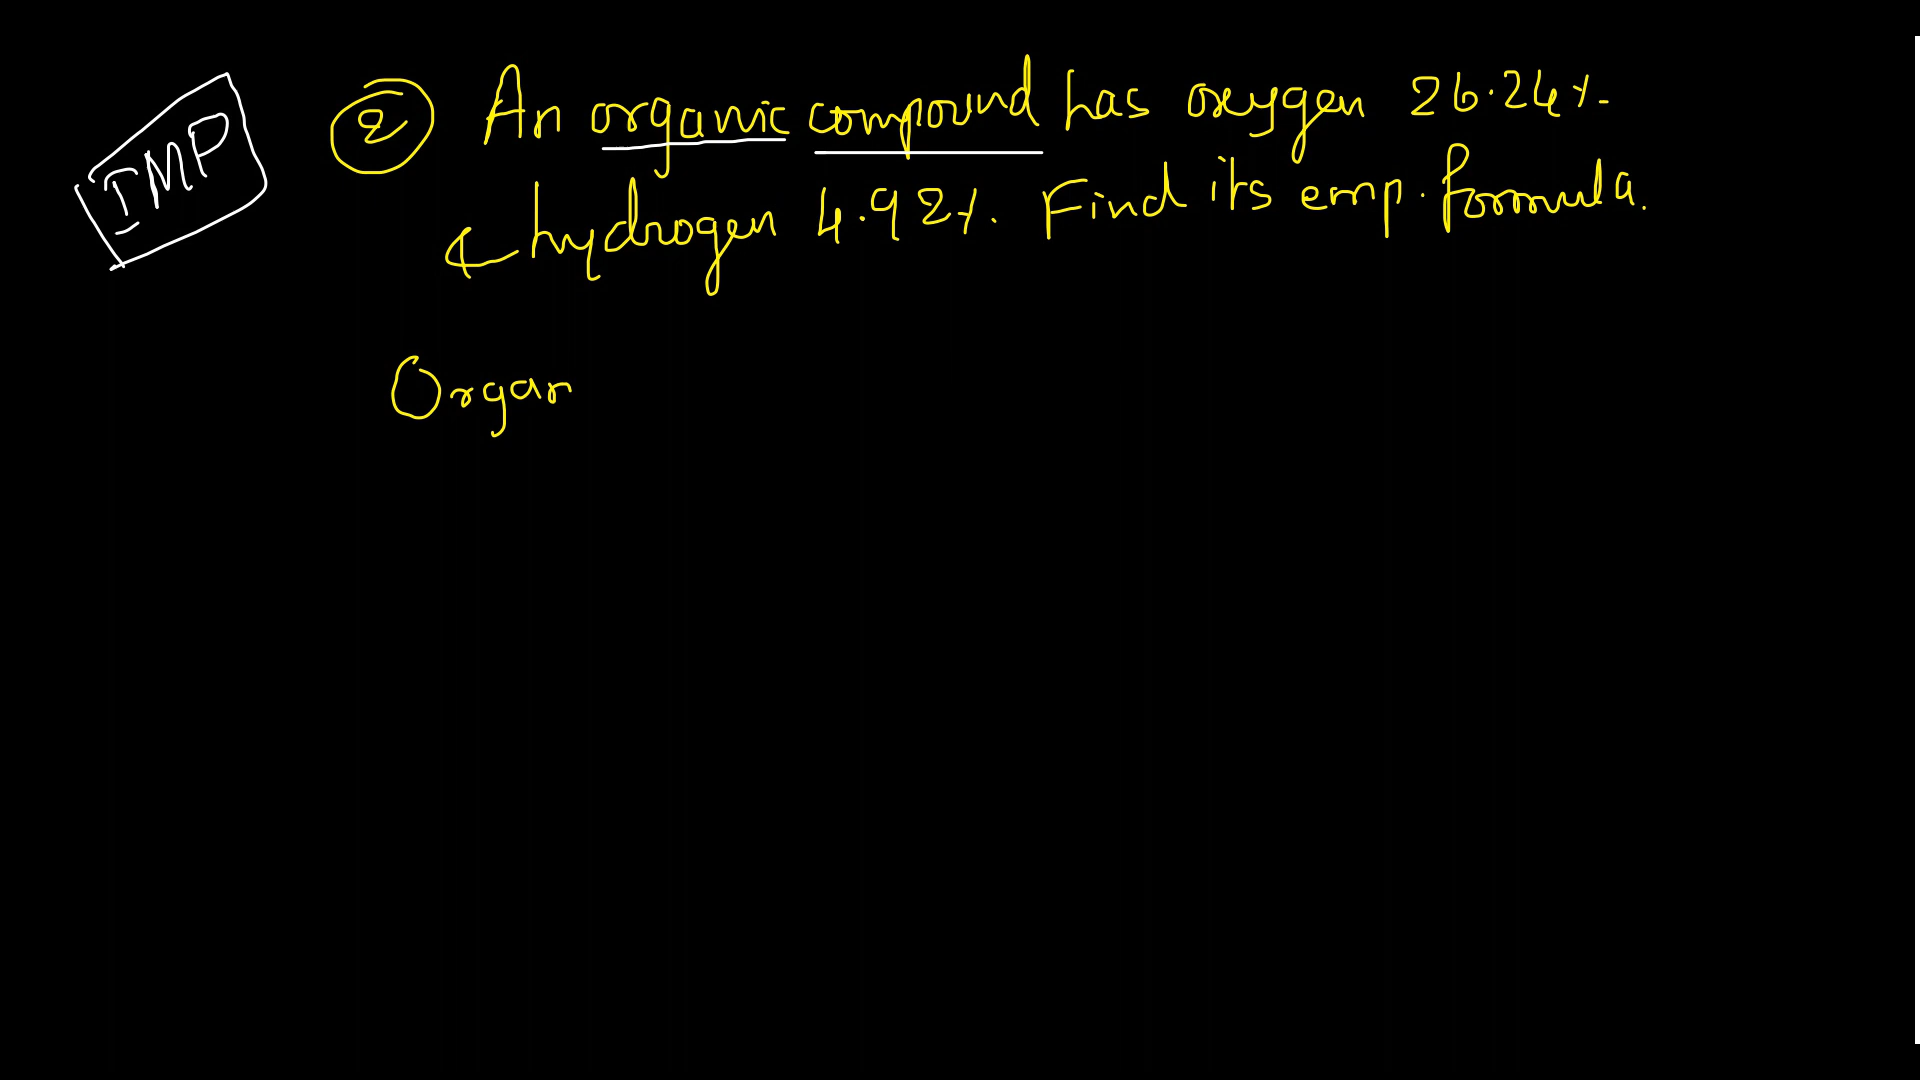 IMP
2 An organic compound has oxygen 26.24%
& hydrogen 4.92%. Find its emp. formula.
Organ